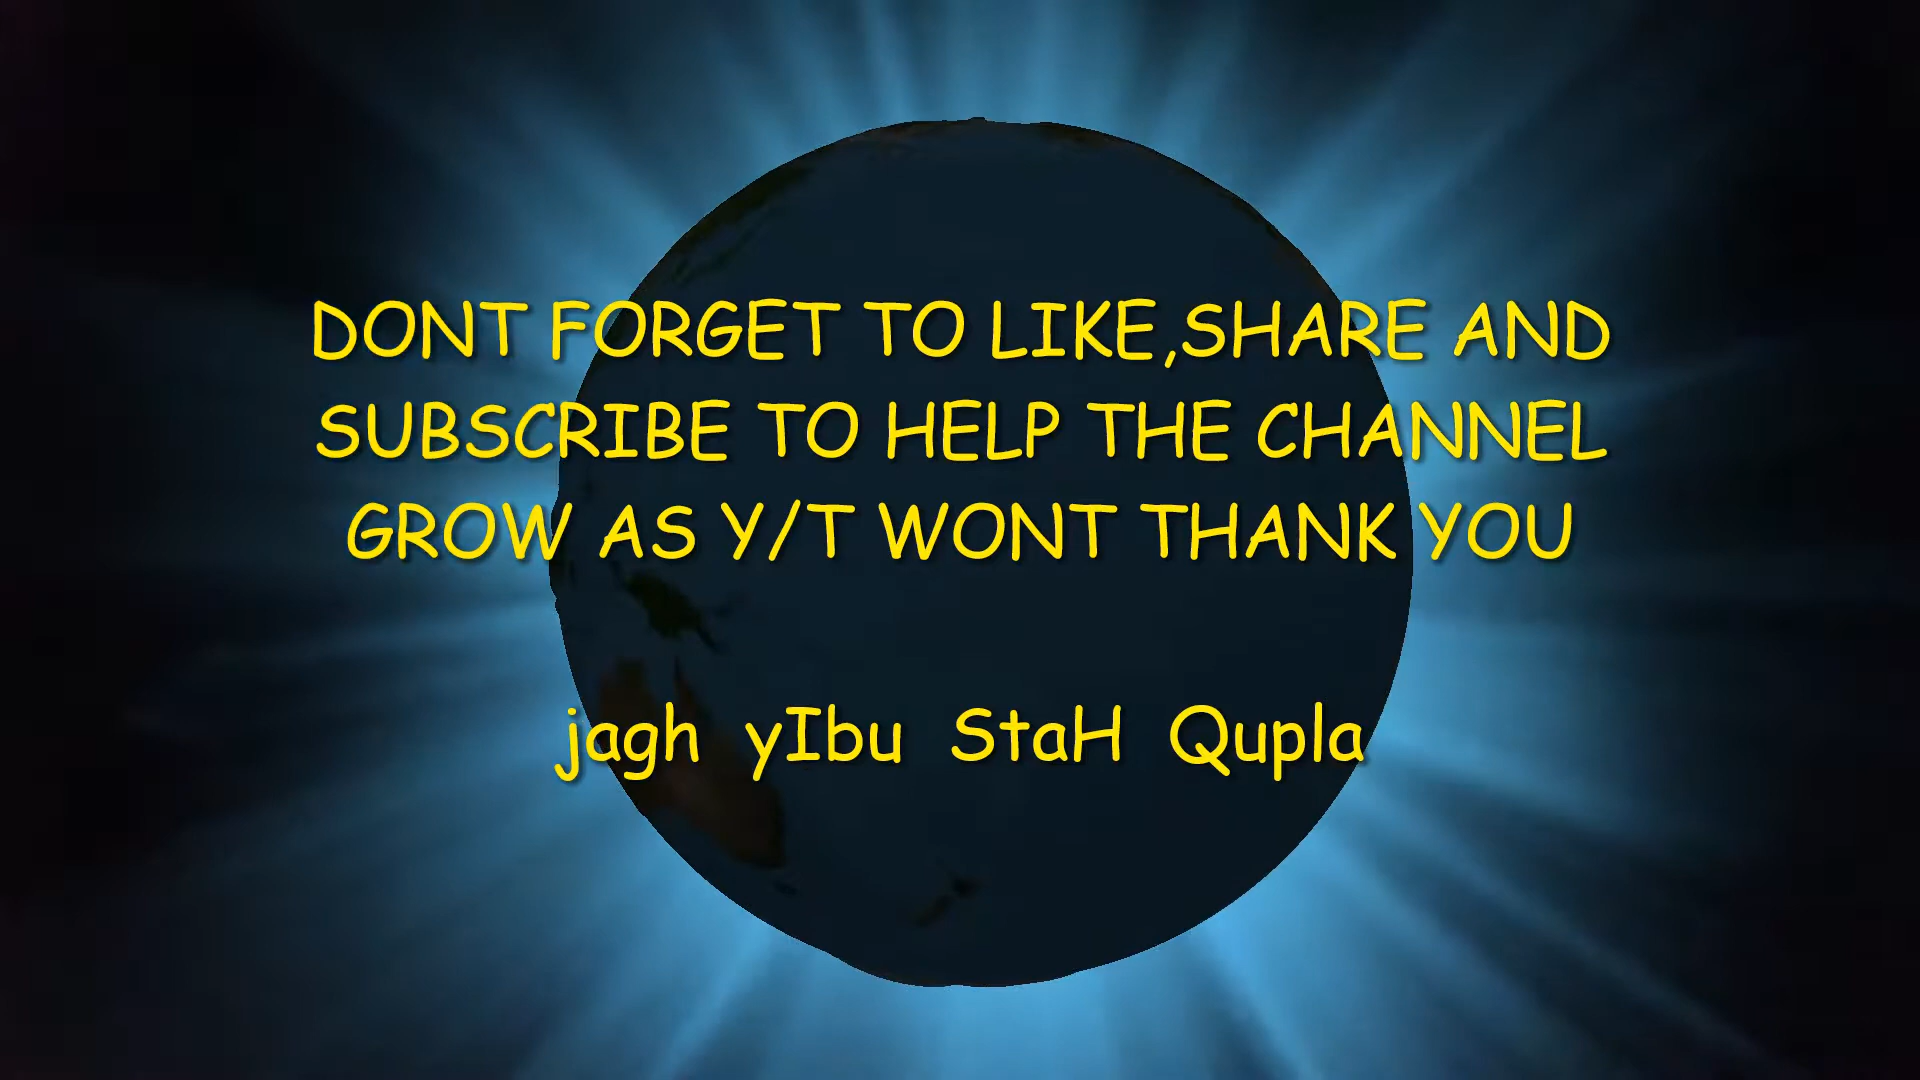 DONT FORGET TO LIKE,SHARE AND
SUBSCRIBE TO HELP THE CHANNEL
GROW AS Y/T WONT THANK YOU
jagh yIbu StaH Qupla